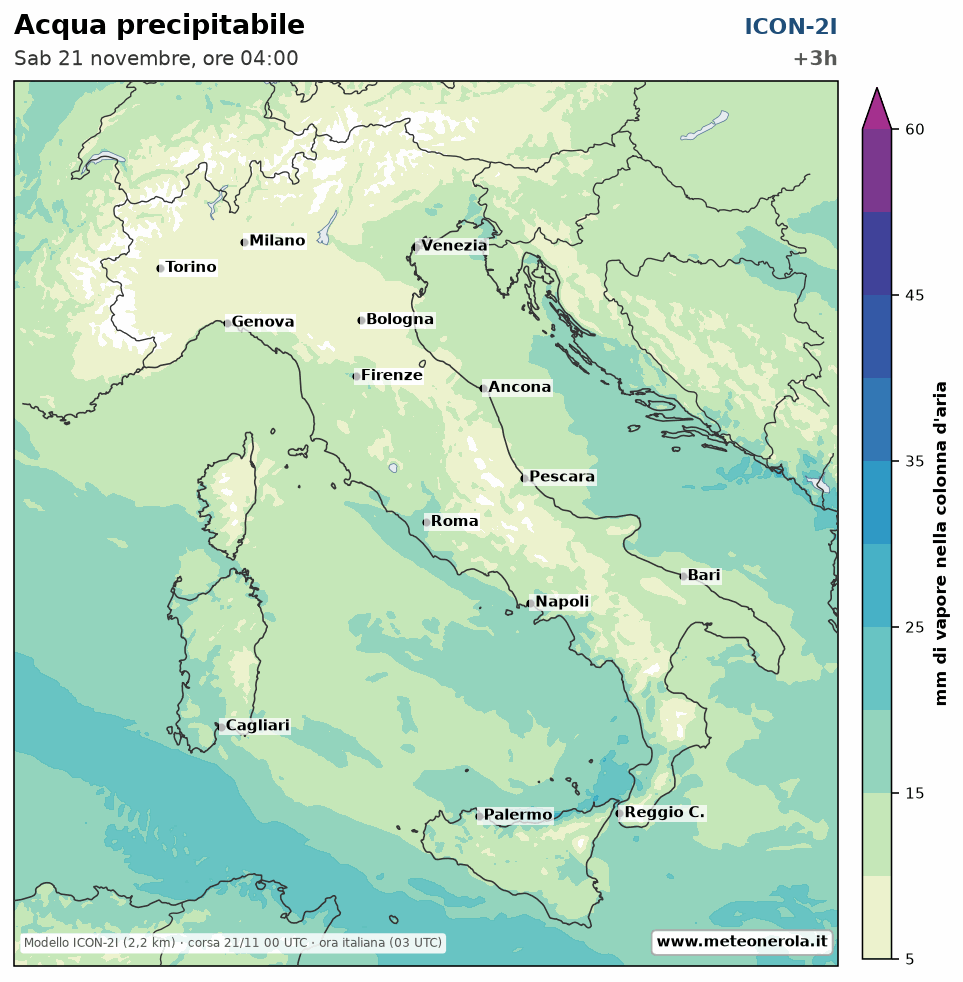 Acqua precipitabile
ICON-2I
Sab 21 novembre, ore 04:00
+3h
60
Milano
Venezia
Torino
45
Genova
Bologna
Firenze
Ancona
35
Pescara
Roma
Bari
Napoli
25
Cagliari
15
Palermo
Reggio C.
mm di vapore nella colonna d'aria
Modello ICON-2I (2,2 km) · corsa 21/11 00 UTC · ora italiana (03 UTC)
www.meteonerola.it
5